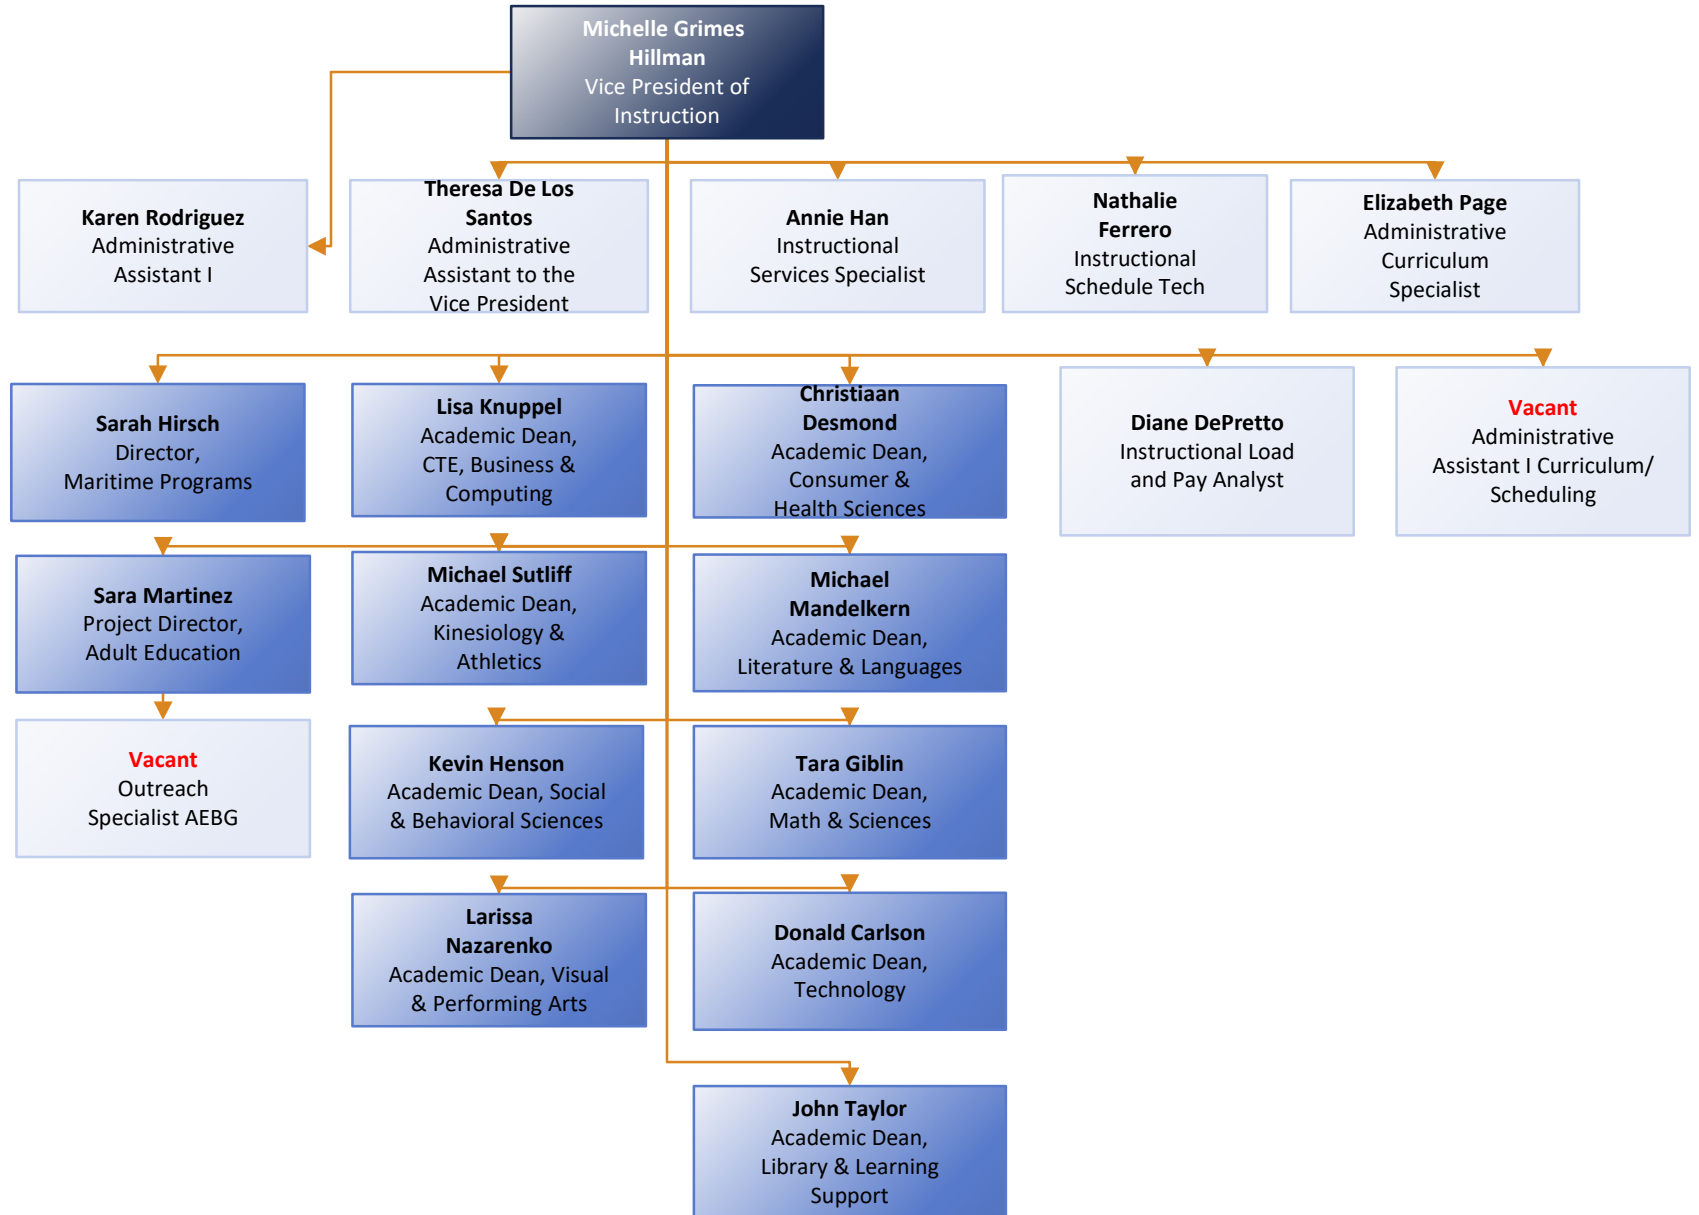 Michelle Grimes
Hillman
Vice President of
Instruction
Karen Rodriguez
Administrative
Assistant I
Theresa De Los
Santos
Administrative
Assistant to the
Vice President
Annie Han
Instructional
Services Specialist
Nathalie
Ferrero
Instructional
Schedule Tech
Elizabeth Page
Administrative
Curriculum
Specialist
Sarah Hirsch
Director,
Maritime Programs
Lisa Knuppel
Academic Dean,
CTE, Business &
Computing
Christiaan
Desmond
Academic Dean,
Consumer &
Health Sciences
Diane DePretto
Instructional Load
and Pay Analyst
Vacant
Administrative
Assistant I Curriculum/
Scheduling
Sara Martinez
Project Director,
Adult Education
Michael Sutliff
Academic Dean,
Kinesiology &
Athletics
Michael
Mandelkern
Academic Dean,
Literature & Languages
Vacant
Outreach
Specialist AEBG
Kevin Henson
Academic Dean, Social
& Behavioral Sciences
Tara Giblin
Academic Dean,
Math & Sciences
Larissa
Nazarenko
Academic Dean, Visual
& Performing Arts
Donald Carlson
Academic Dean,
Technology
John Taylor
Academic Dean,
Library & Learning
Support